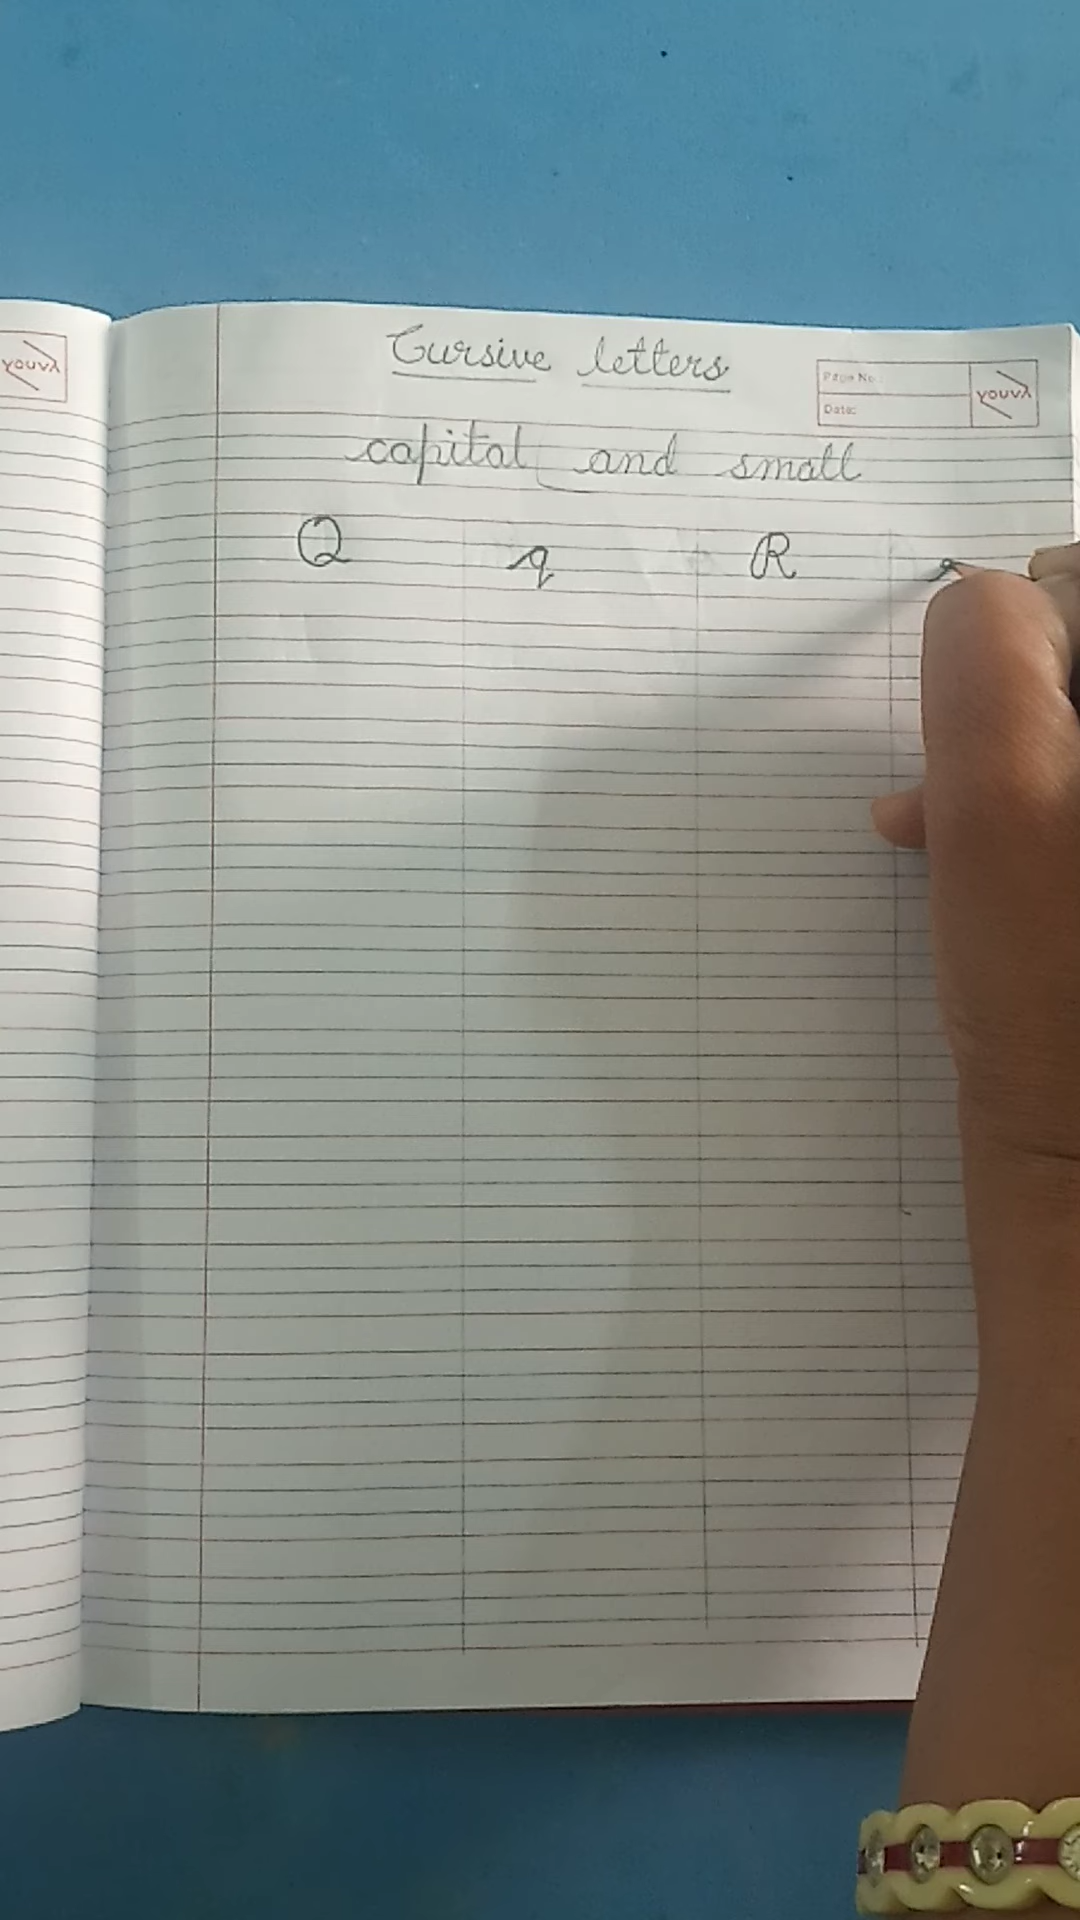 youva
Cursive letters
Page No.:
Date:
youva
capital and small
Q q R r